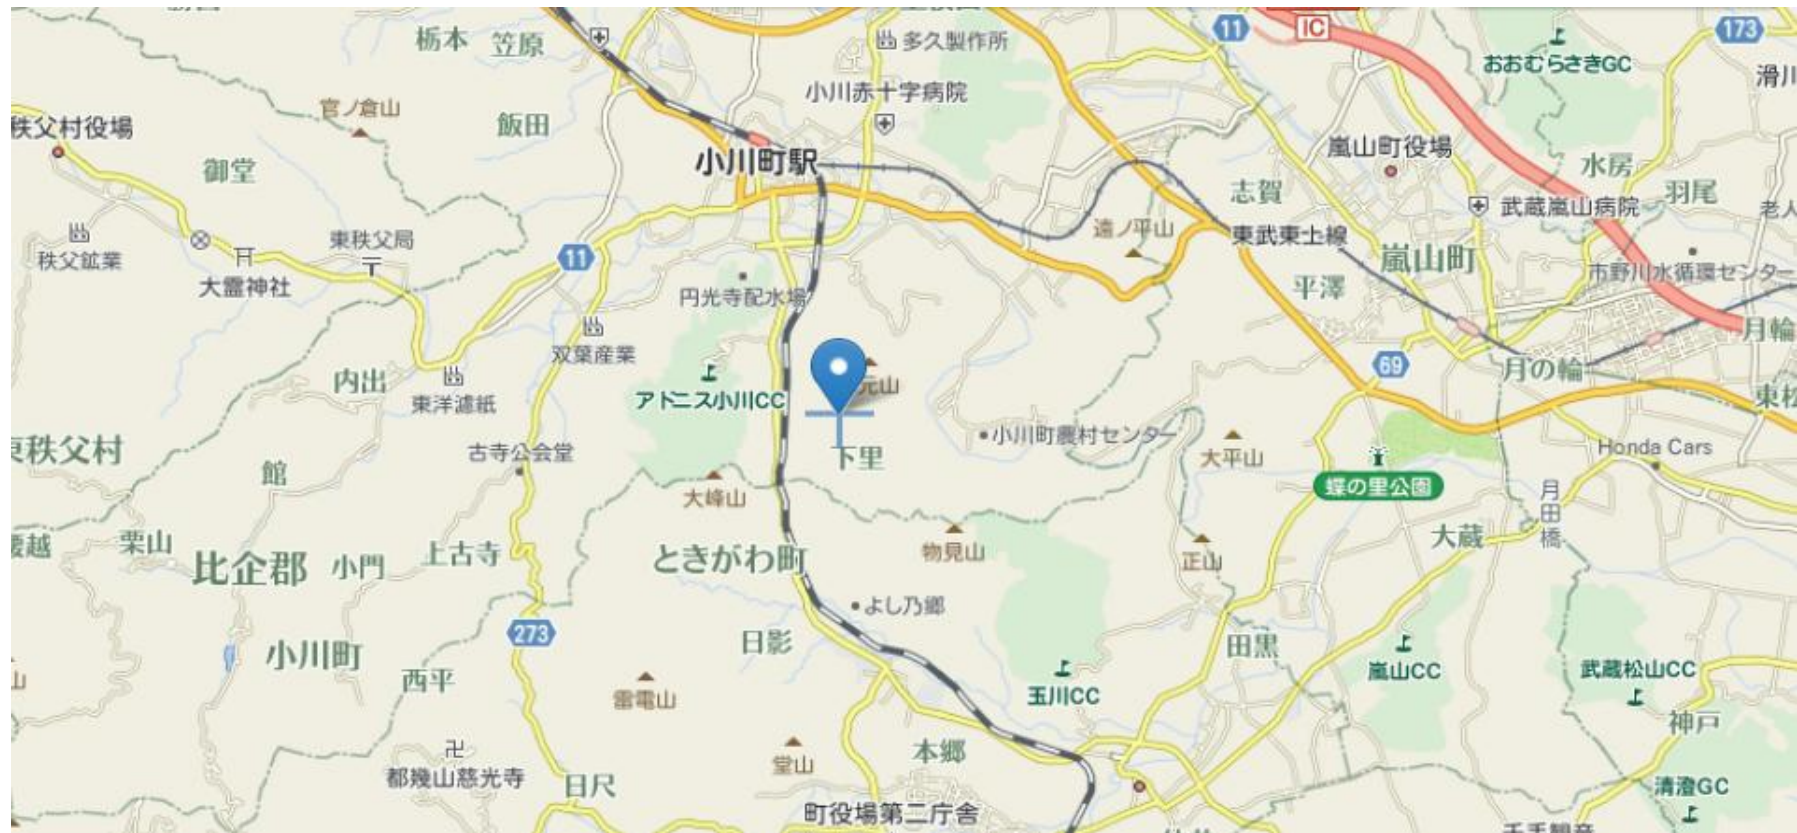 栃本
笠原
多久製作所
11
IC
173
おおむらさきGC
官ノ倉山
飯田
小川赤十字病院
秩父村役場
御堂
小川町駅
嵐山町役場
水房
志賀
羽尾
武蔵嵐山病院
秩父鉱業
東秩父局
大霊神社
11
遠ノ平山
東武東上線
嵐山町
市野川水循環センター
平澤
円光寺配水場
双葉産業
月輪
内出
東洋濾紙
アドニス小川CC
元山
69
月の輪
東松
東秩父村
館
古寺公会堂
下里
小川町農村センター
大平山
Honda Cars
大峰山
蝶の里公園
月田橋
腰越
栗山
比企郡
小門
上古寺
ときがわ町
物見山
正山
大蔵
よし乃郷
273
日影
小川町
西平
田黒
雷電山
玉川CC
嵐山CC
武蔵松山CC
神戸
都幾山慈光寺
日尺
堂山
本郷
清澄GC
町役場第二庁舎